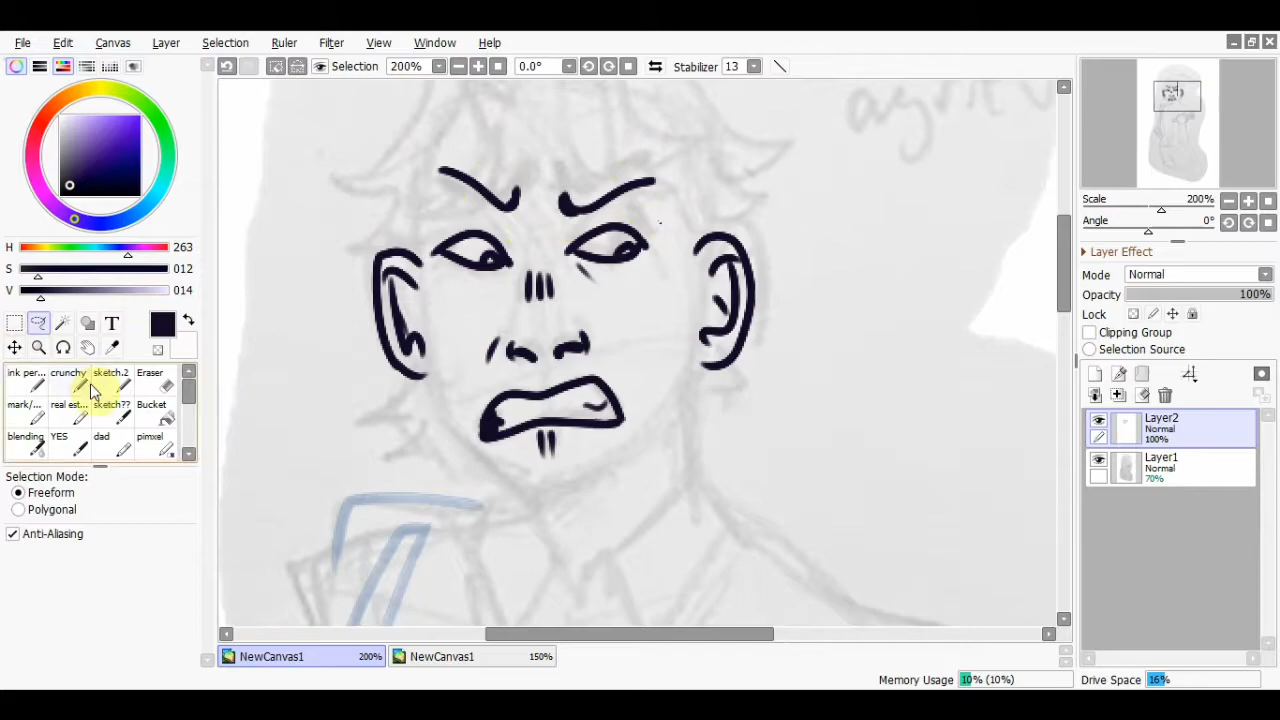 File Edit Canvas Layer Selection Ruler Filter View Window Help
Selection 200% 0.0° Stabilizer 13
H 263
S 012
V 014
T
ink per... crunchy sketch.2 Eraser
mark/... real est... sketch?? Bucket
blending YES dad pimxel
Selection Mode:
Freeform
Polygonal
Anti-Aliasing
Scale 200%
Angle 0°
Layer Effect
Mode Normal
Opacity 100%
Lock
Clipping Group
Selection Source
Layer2
Normal
100%
Layer1
Normal
70%
NewCanvas1 200% NewCanvas1 150%
Memory Usage 10% (10%) Drive Space 16%